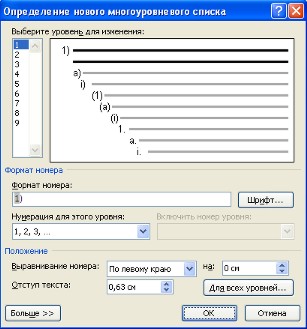 Определение нового многоуровневого списка
Выберите уровень для изменения:
1
2
3
4
5
6
7
8
9
1)
a)
i)
(1)
(a)
(i)
1.
a.
i.
Формат номера
Формат номера:
1)
Шрифт...
Нумерация для этого уровня:
Включить номер уровня:
1, 2, 3, ...
Положение
Выравнивание номера:
По левому краю
на:
0 см
Отступ текста:
0,63 см
Для всех уровней...
Больше >>
ОК
Отмена